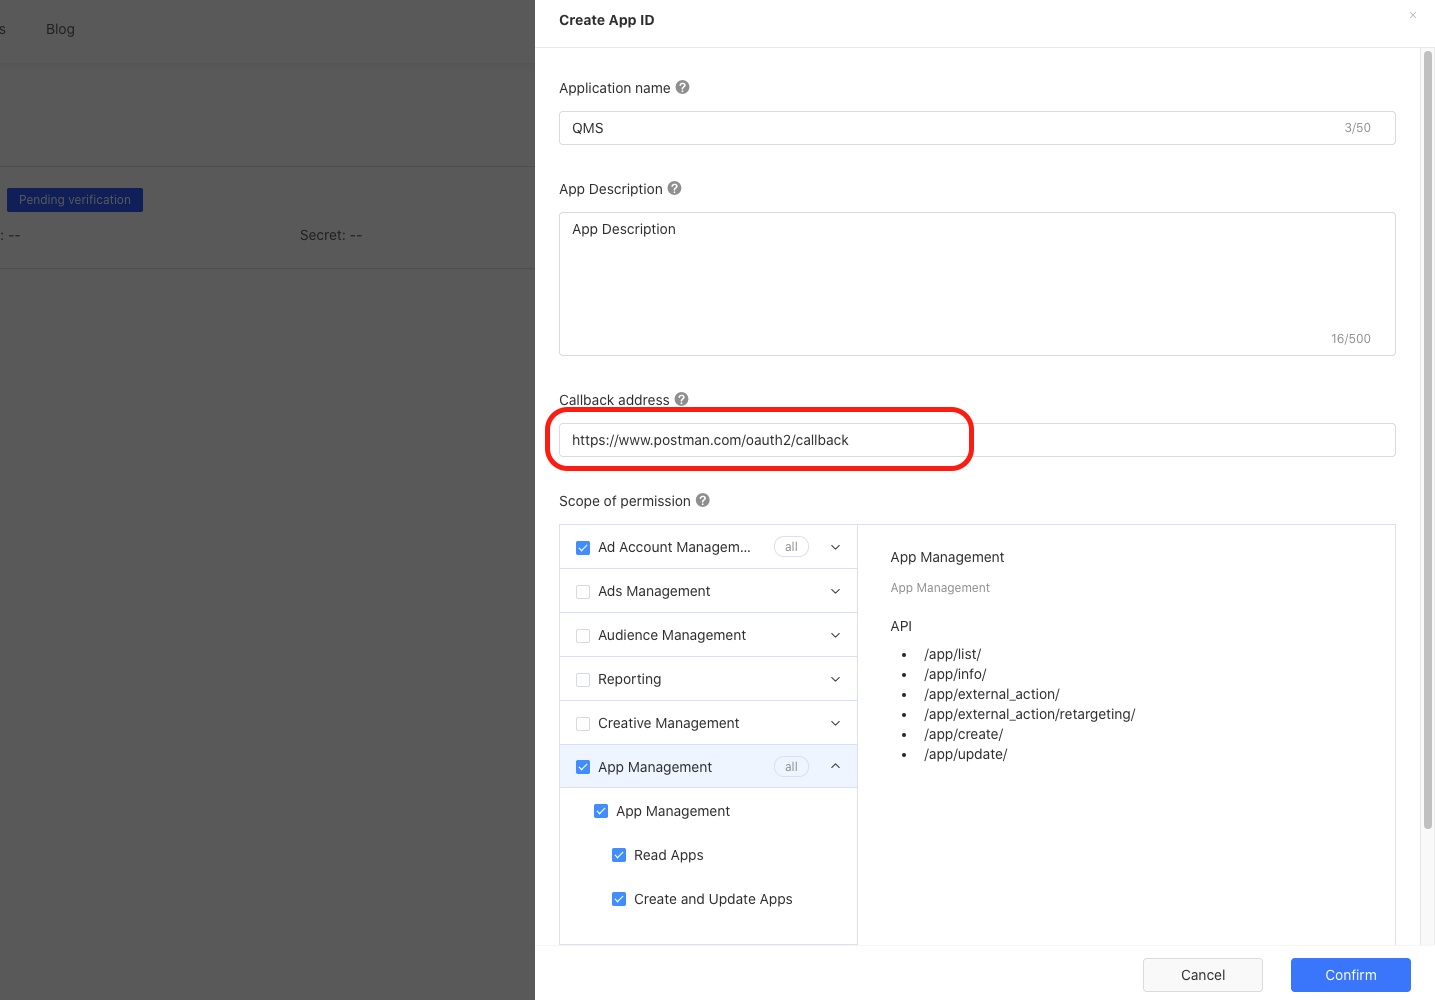 s
Blog
Pending verification
: --
Secret: --
Create App ID
×
Application name ?
QMS
3/50
App Description ?
App Description
16/500
Callback address ?
https://www.postman.com/oauth2/callback
Scope of permission ?
Ad Account Managem...
all
Ads Management
Audience Management
Reporting
Creative Management
App Management
all
App Management
Read Apps
Create and Update Apps
App Management
App Management
API
• /app/list/
• /app/info/
• /app/external_action/
• /app/external_action/retargeting/
• /app/create/
• /app/update/
Cancel
Confirm